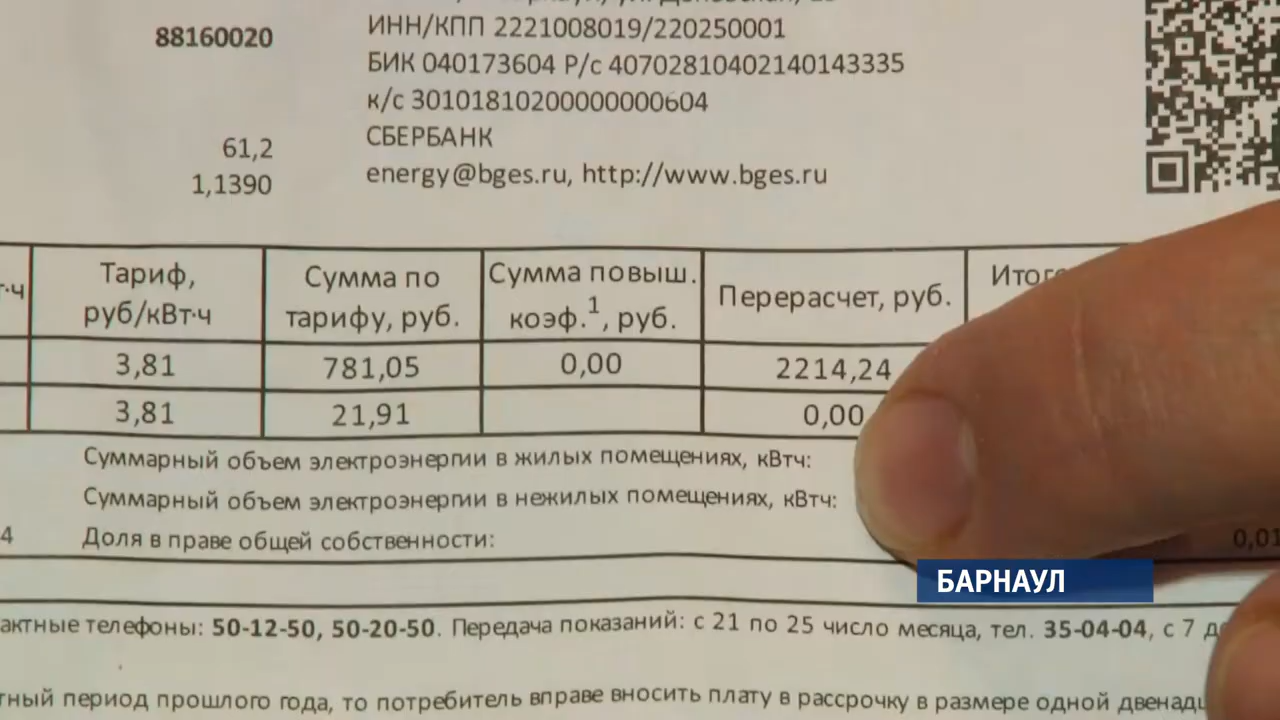 88160020
ИНН/КПП 2221008019/220250001
БИК 040173604 Р/с 40702810402140143335
к/с 30101810200000000604
СБЕРБАНК
61,2
energy@bges.ru, http://www.bges.ru
1,1390
Тариф, руб/кВт·ч
Сумма по тарифу, руб.
Сумма повыш. коэф.1, руб.
Перерасчет, руб.
3,81 781,05 0,00 2214,24
3,81 21,91 0,00
Суммарный объем электроэнергии в жилых помещениях, кВтч:
Суммарный объем электроэнергии в нежилых помещениях, кВтч:
4 Доля в праве общей собственности:
БАРНАУЛ
телефоны: 50-12-50, 50-20-50. Передача показаний: с 21 по 25 число месяца, тел. 35-04-04, с 7
период прошлого года, то потребитель вправе вносить плату в рассрочку в размере одной